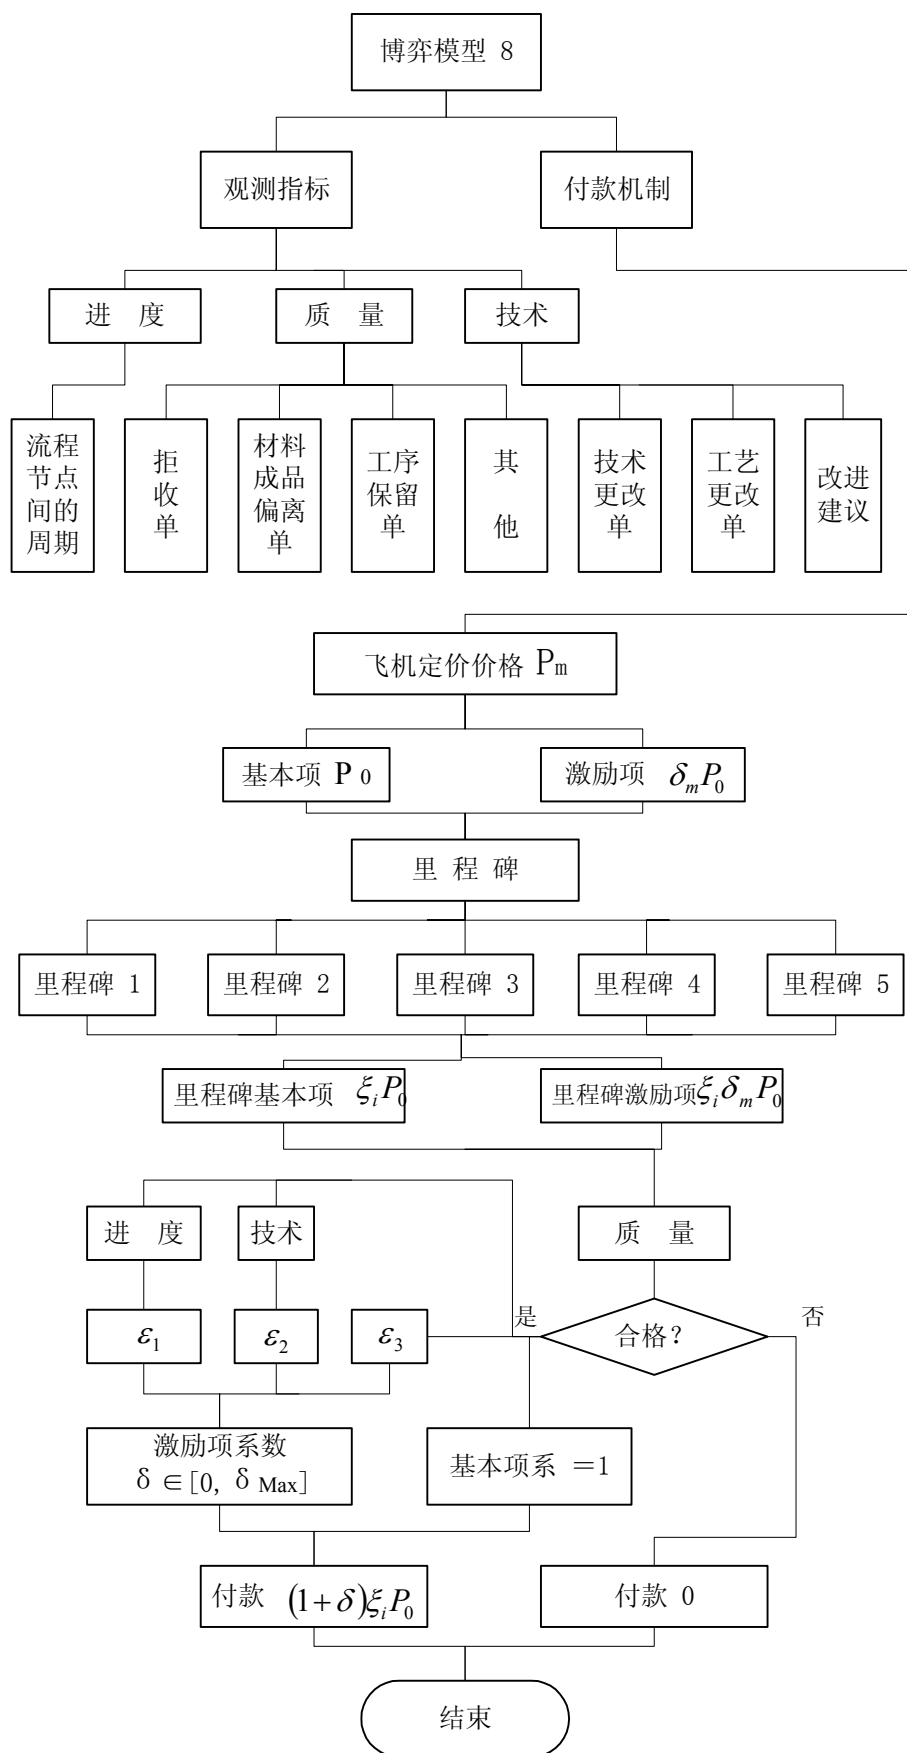 博弈模型 8
观测指标
付款机制
进 度
质 量
技术
流程
节点
间的
周期
拒
收
单
材料
成品
偏离
单
工序
保留
单
其
他
技术
更改
单
工艺
更改
单
改进
建议
飞机定价价格 Pm
基本项 P 0
激励项 δmP0
里 程 碑
里程碑 1
里程碑 2
里程碑 3
里程碑 4
里程碑 5
里程碑基本项 ξiP0
里程碑激励项ξiδmP0
进 度
技术
质 量
ε1
ε2
ε3
是
合格?
否
激励项系数
δ∈[0, δMax]
基本项系 =1
付款 (1+δ)ξiP0
付款 0
结束